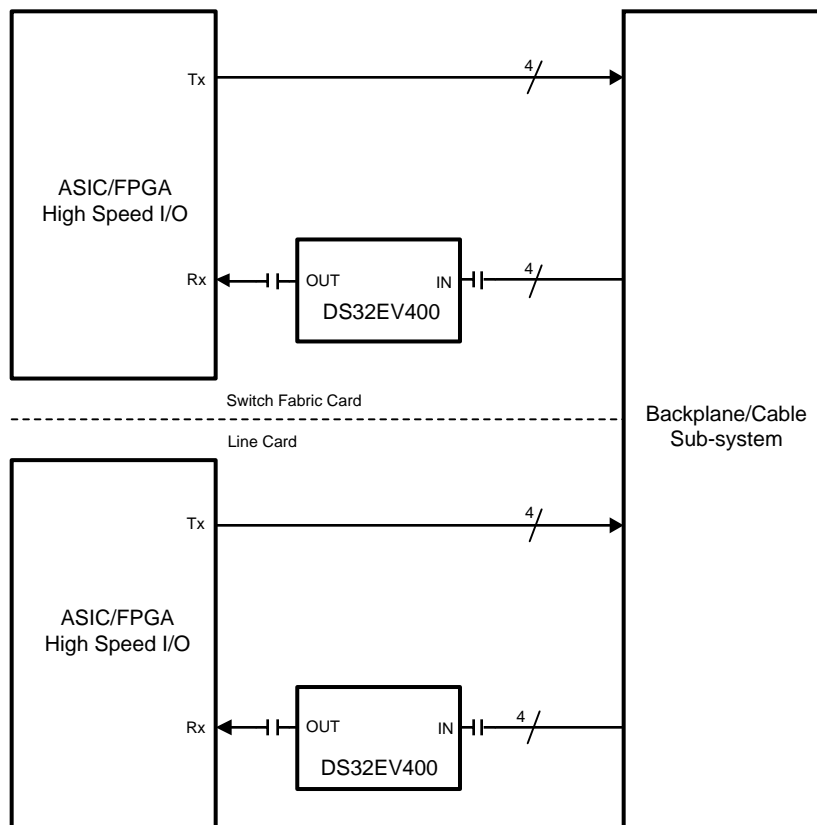 Tx
4
ASIC/FPGA
High Speed I/O
Rx
OUT
IN
4
DS32EV400
Switch Fabric Card
Line Card
Backplane/Cable
Sub-system
Tx
4
ASIC/FPGA
High Speed I/O
Rx
OUT
IN
4
DS32EV400